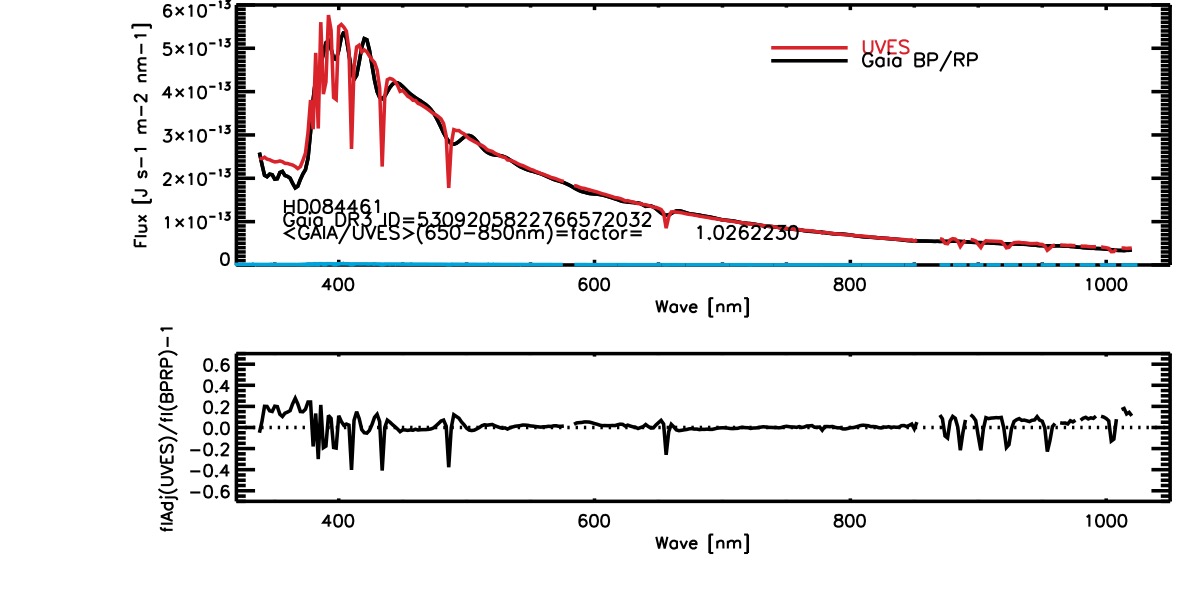 6×10−13
5×10−13
4×10−13
3×10−13
2×10−13
1×10−13
0
Flux [J s−1 m−2 nm−1]
UVES
Gaia BP/RP
HD084461
Gaia DR3 ID=5309205822766572032
<GAIA/UVES>(650−850nm)=factor= 1.0262230
400 600 800 1000
Wave [nm]
flAdj(UVES)/fl(BPRP)−1
0.6
0.4
0.2
0.0
−0.2
−0.4
−0.6
400 600 800 1000
Wave [nm]